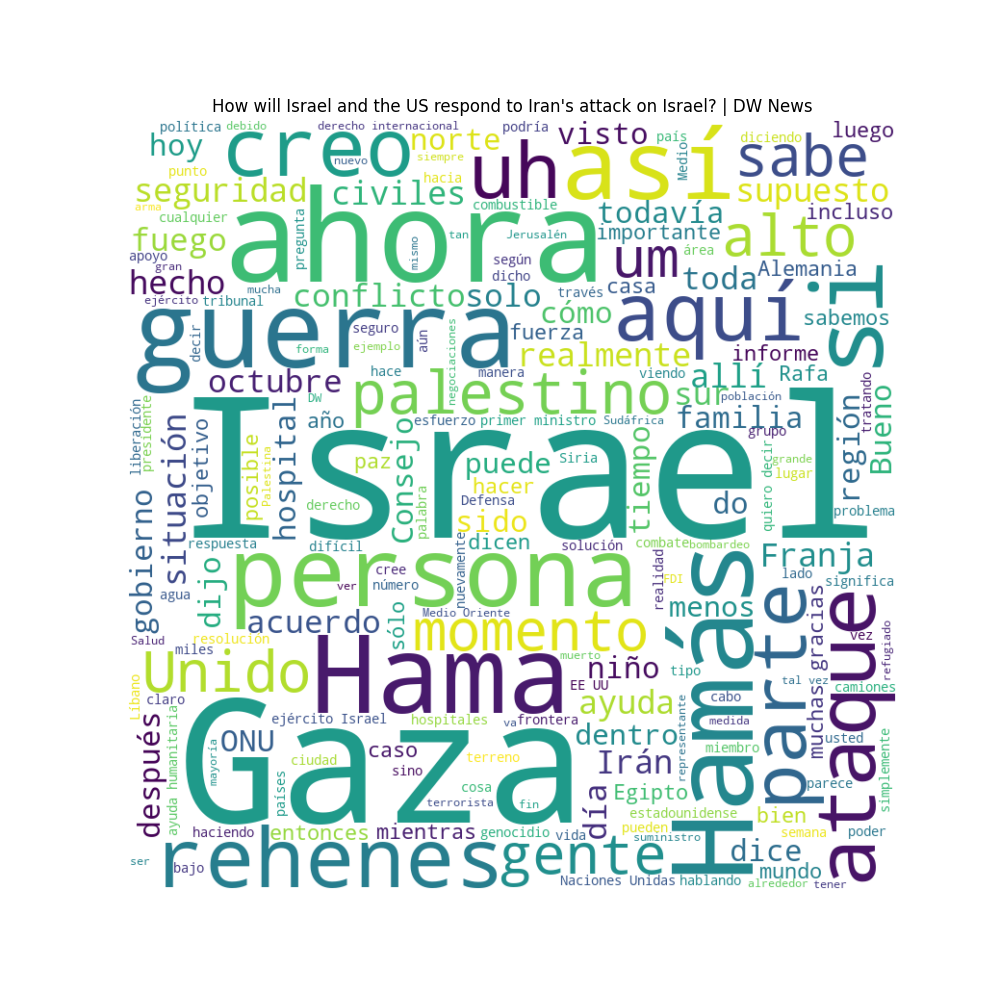 How will Israel and the US respond to Iran's attack on Israel? | DW News
política
debido
derecho internacional
podría
visto
país
diciendo
luego
hoy
creo
norte
nuevo
siempre
uh
así
Medio
sabe
punto
seguridad
civiles
hacia
supuesto
arma
cualquier
ahora
combustible
todavía
incluso
fuego
pregunta
mismo
tan
Jerusalén
importante
alto
apoyo
gran
según
um
área
hecho
mucha
dicho
casa
toda
Alemania
ejército
tribunal
conflicto
solo
través
aquí
si
sabemos
guerra
decir
seguro
aún
negociaciones
fuerza
cómo
forma
ejemplo
realmente
informe
octubre
hace
manera
viendo
allí
Rafa
tratando
DW
palestino
sur
población
liberación
presidente
situación
objetivo
hospital
año
esfuerzo
primer ministro
Sudáfrica
familia
grupo
región
Bueno
Israel
posible
Palestina
paz
consejo
puede
Siria
tiempo
quiero decir
grande
lugar
hacer
derecho
palabra
Defensa
do
problema
gobierno
sido
respuesta
difícil
dicen
solución
combate
bombardeo
Franja
persona
cree
nuevamente
realidad
FDI
lado
significa
agua
dijo
ver
número
menos
Hamás
parte
ataque
Salud
acuerdo
sólo
Medio Oriente
muchas gracias
vez
refugiado
resolución
momento
miles
Unido
Hama
muerto
niño
tipo
tal vez
camiones
Líbano
claro
EE UU
ayuda
cabo
ejército Israel
hospitales
va
frontera
representante
medida
después
ayuda humanitaria
ONU
Gaza
dentro
miembro
usted
simplemente
mayoría
caso
terreno
ciudad
sino
Irán
parece
países
cosa
día
Egipto
terrorista
fin
estadounidense
bien
haciendo
entonces
mientras
genocidio
vida
pueden
semana
poder
suministro
ser
bajo
rehenes
gente
dice
mundo
Naciones Unidas
hablando
alrededor
tener